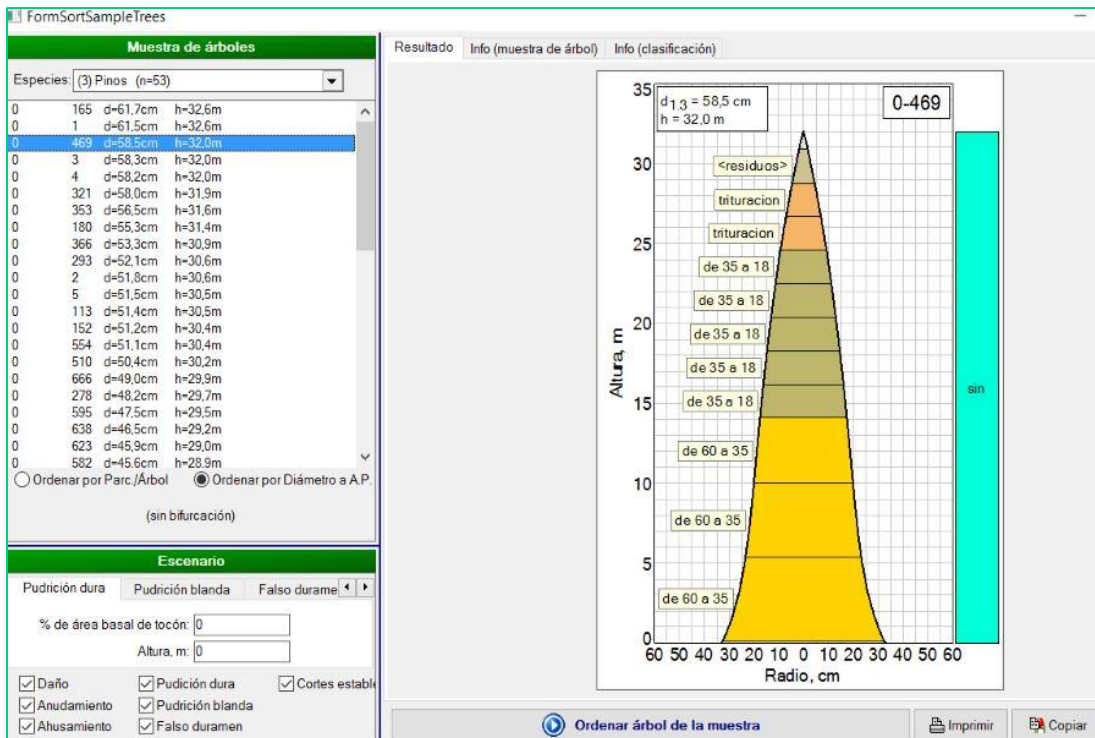 FormSortSampleTrees
Muestra de árboles
Especies: (3) Pinos (n=53)
0 165 d=61,7cm h=32,6m
0 1 d=61,5cm h=32,6m
0 469 d=58,5cm h=32,0m
0 3 d=58,3cm h=32,0m
0 4 d=58,2cm h=32,0m
0 321 d=58,0cm h=31,9m
0 353 d=56,5cm h=31,6m
0 180 d=55,3cm h=31,4m
0 366 d=53,3cm h=30,9m
0 293 d=52,1cm h=30,6m
0 2 d=51,8cm h=30,6m
0 5 d=51,5cm h=30,5m
0 113 d=51,4cm h=30,5m
0 152 d=51,2cm h=30,4m
0 554 d=51,1cm h=30,4m
0 510 d=50,4cm h=30,2m
0 666 d=49,0cm h=29,9m
0 278 d=48,2cm h=29,7m
0 595 d=47,5cm h=29,5m
0 638 d=46,5cm h=29,2m
0 623 d=45,9cm h=29,0m
0 582 d=45,6cm h=28,9m
Ordenar por Parc./Árbol Ordenar por Diámetro a A.P.
(sin bifurcación)
Escenario
Pudrición dura Pudrición blanda Falso durame
% de área basal de tocón: 0
Altura, m: 0
Daño Pudición dura Cortes estable
Anudamiento Pudrición blanda
Ahusamiento Falso duramen
Resultado Info (muestra de árbol) Info (clasificación)
d1,3 = 58,5 cm
h = 32,0 m
0-469
35
30
25
20
15
10
5
0
Altura, m
<residuos>
trituracion
trituracion
de 35 a 18
de 35 a 18
de 35 a 18
de 35 a 18
de 35 a 18
de 60 a 35
de 60 a 35
de 60 a 35
sin
60 50 40 30 20 10 0 10 20 30 40 50 60
Radio, cm
Ordenar árbol de la muestra
Imprimir
Copiar